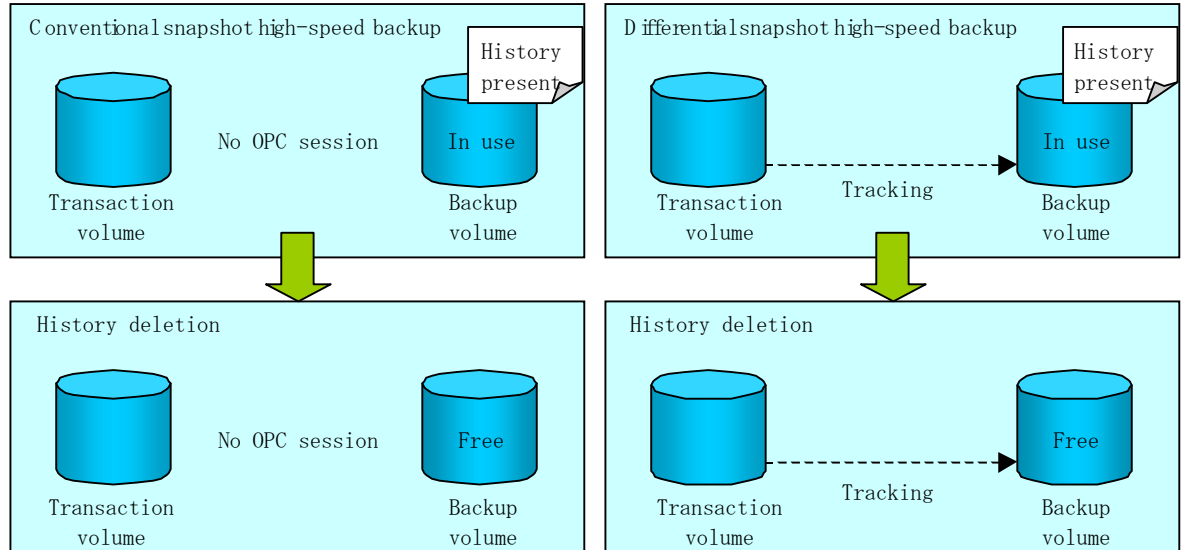 Conventional snapshot high-speed backup
History
present
In use
No OPC session
Transaction
volume
Backup
volume
Differential snapshot high-speed backup
History
present
In use
Tracking
Transaction
volume
Backup
volume
History deletion
No OPC session
Free
Transaction
volume
Backup
volume
History deletion
Free
Tracking
Transaction
volume
Backup
volume